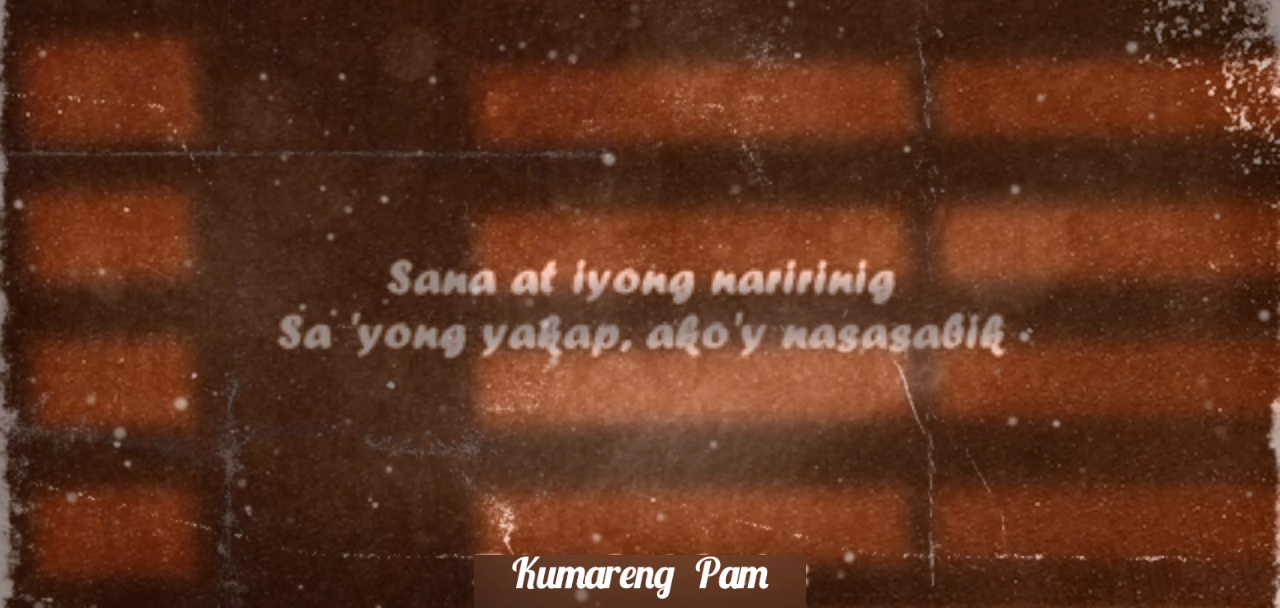 Sana at iyong naririnig
Sa 'yong yakap, ako'y nasasabik
Kumareng Pam